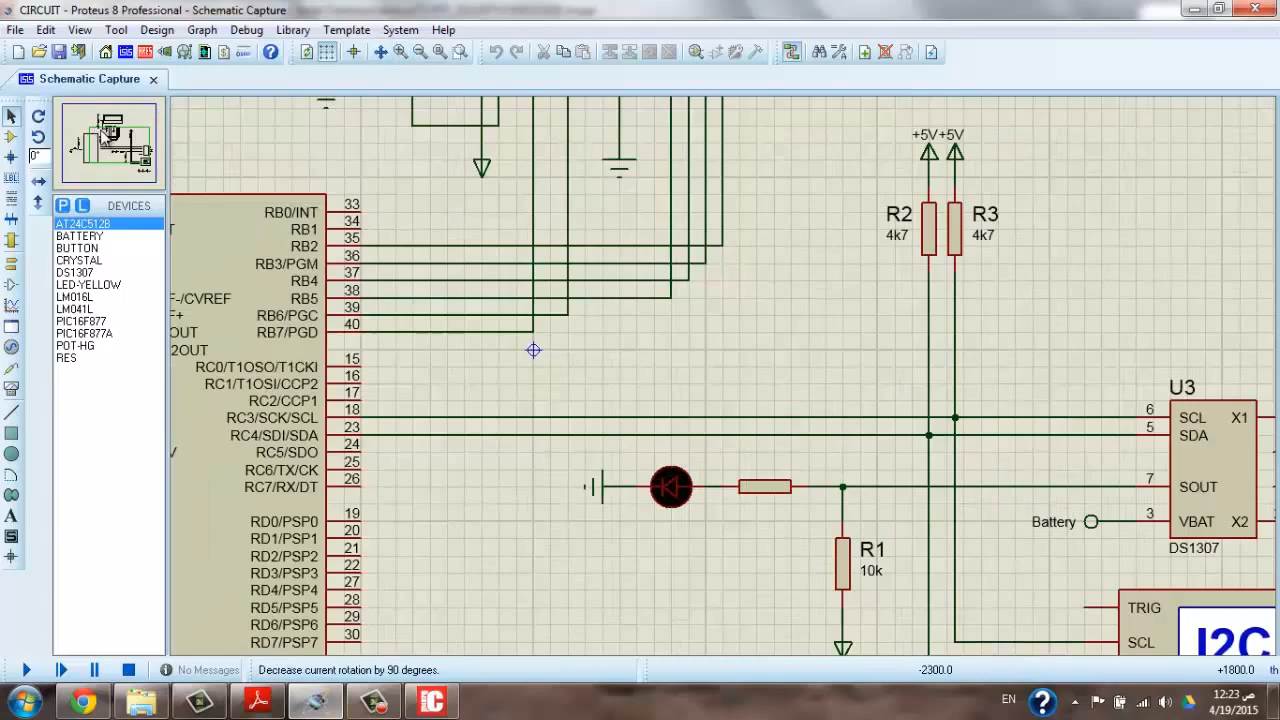 CIRCUIT - Proteus 8 Professional - Schematic Capture
File Edit View Tool Design Graph Debug Library Template System Help
Schematic Capture
0°
P L DEVICES
AT24C512B
BATTERY
BUTTON
CRYSTAL
DS1307
LED-YELLOW
LM016L
LM041L
PIC16F877
PIC16F877A
POT-HG
RES
RB0/INT 33
RB1 34
RB2 35
RB3/PGM 36
RB4 37
RB5 38
RB6/PGC 39
RB7/PGD 40
T
F-/CVREF
F+
OUT
2OUT
RC0/T1OSO/T1CKI 15
RC1/T1OSI/CCP2 16
RC2/CCP1 17
RC3/SCK/SCL 18
RC4/SDI/SDA 23
RC5/SDO 24
RC6/TX/CK 25
RC7/RX/DT 26
V
RD0/PSP0 19
RD1/PSP1 20
RD2/PSP2 21
RD3/PSP3 22
RD4/PSP4 27
RD5/PSP5 28
RD6/PSP6 29
RD7/PSP7 30
+5V +5V
R2
4k7
R3
4k7
U3
6 SCL X1
5 SDA
7 SOUT
Battery 3 VBAT X2
DS1307
R1
10k
TRIG
SCL
I2C
No Messages Decrease current rotation by 90 degrees. -2300.0 +1800.0 th
EN 12:23 ص
4/19/2015